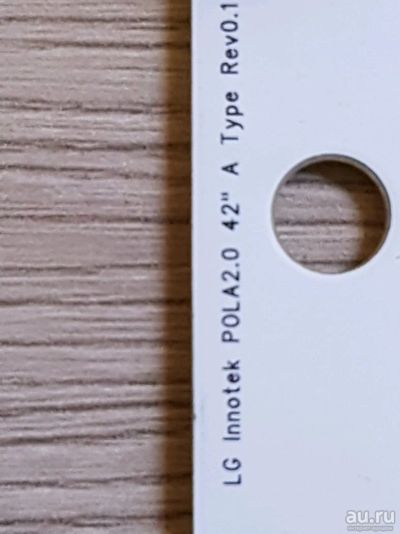 LG Innotek POLA2.0 42" A Type Rev0.1
au.ru